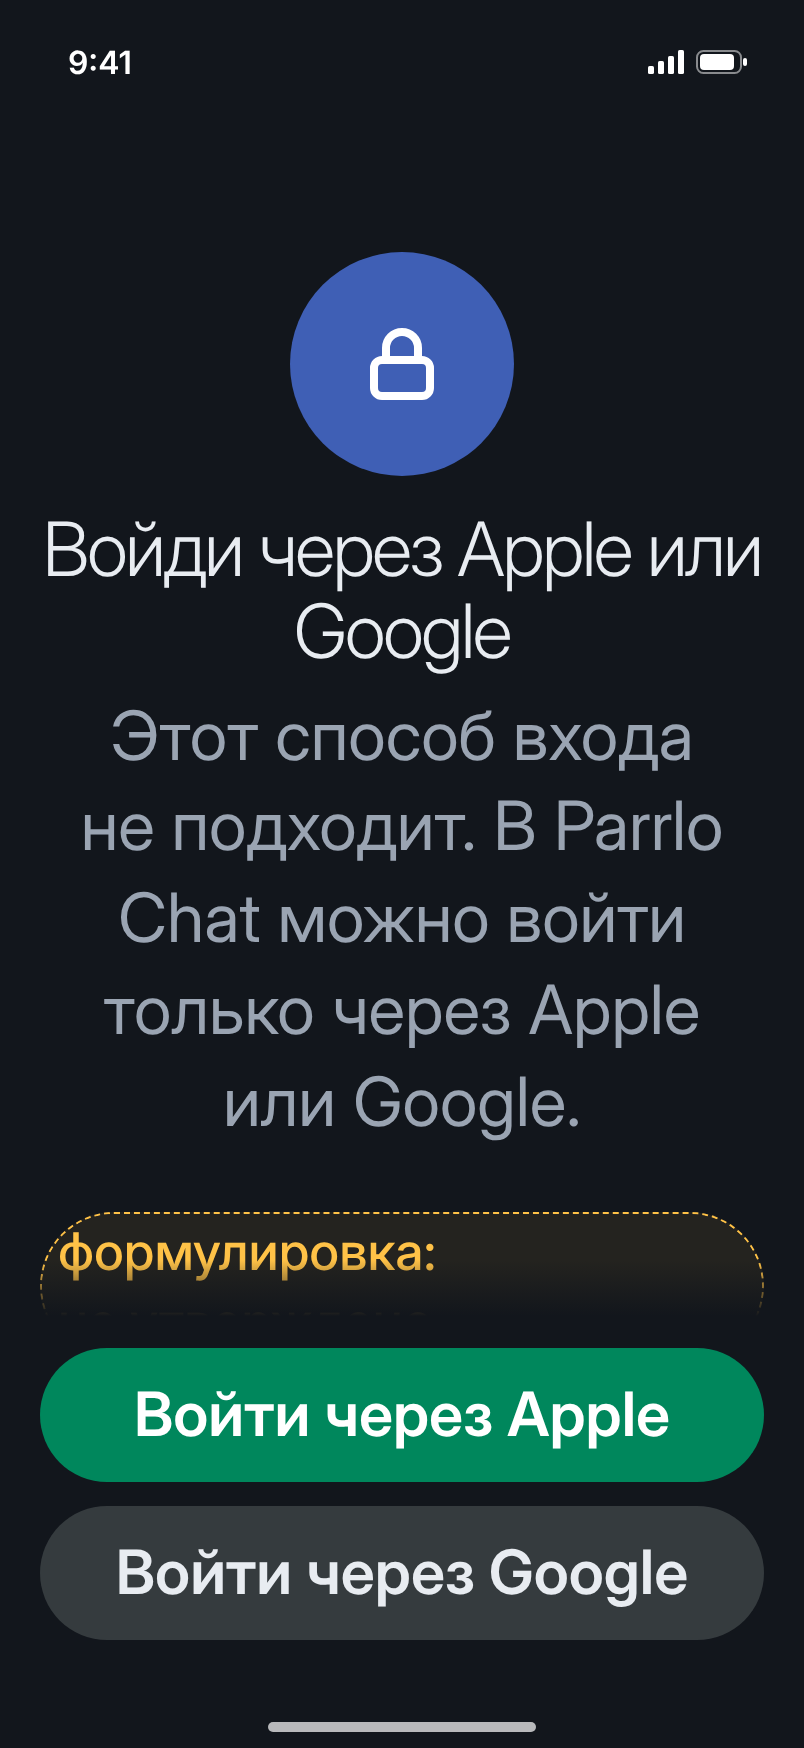 9:41
Войди через Apple или
Google
Этот способ входа
не подходит. В Parrlo
Chat можно войти
только через Apple
или Google.
формулировка:
Войти через Apple
Войти через Google